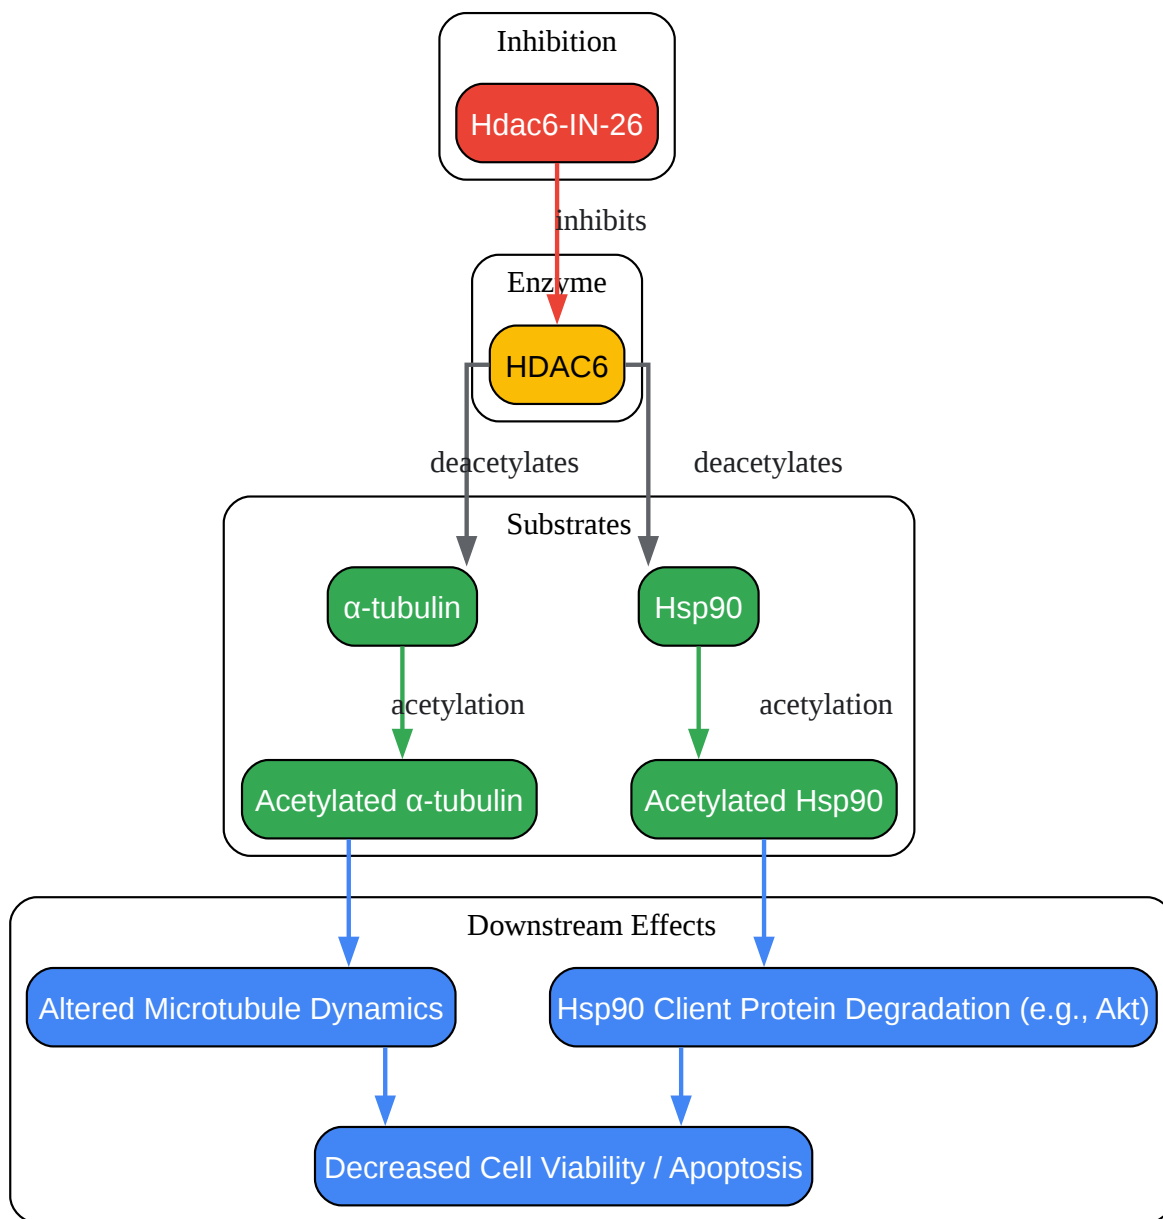 Inhibition
Hdac6-IN-26
inhibits
Enzyme
HDAC6
deacetylates
deacetylates
Substrates
α-tubulin
Hsp90
acetylation
acetylation
Acetylated α-tubulin
Acetylated Hsp90
Downstream Effects
Altered Microtubule Dynamics
Hsp90 Client Protein Degradation (e.g., Akt)
Decreased Cell Viability / Apoptosis